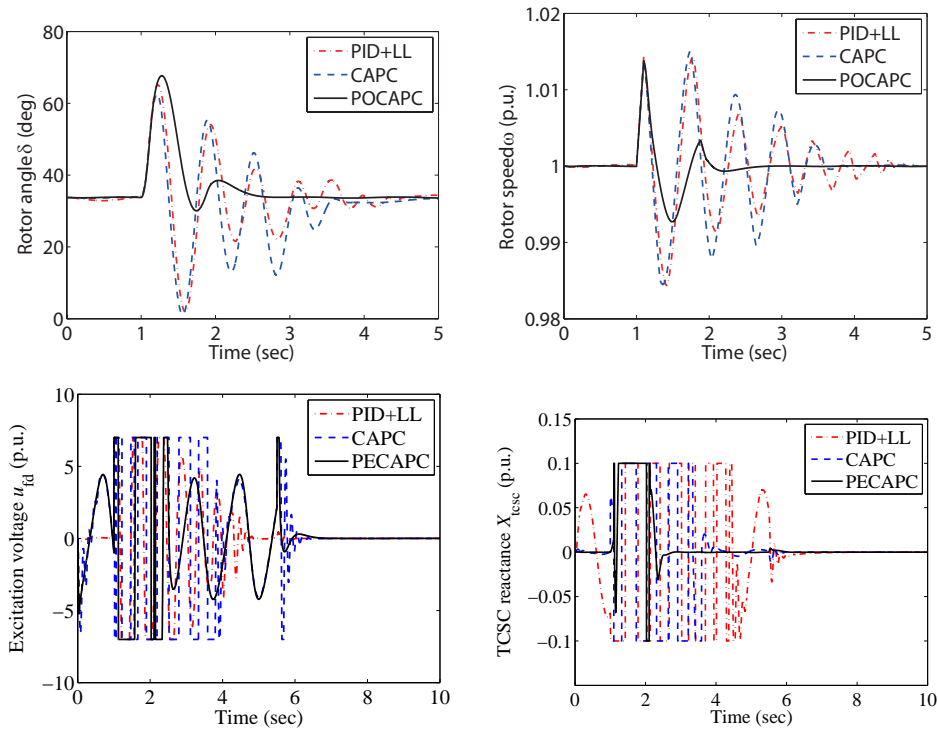 80
60
40
20
0
0 1 2 3 4 5
Rotor angle δ (deg)
Time (sec)
PID+LL
CAPC
POCAPC
1.02
1.01
1
0.99
0.98
0 1 2 3 4 5
Rotor speed ω (p.u.)
Time (sec)
PID+LL
CAPC
POCAPC
10
5
0
−5
−10
0 2 4 6 8 10
Excitation voltage u_fd (p.u.)
Time (sec)
PID+LL
CAPC
PECAPC
0.15
0.1
0.05
0
−0.05
−0.1
0 2 4 6 8 10
TCSC reactance X_tcsc (p.u.)
Time (sec)
PID+LL
CAPC
PECAPC